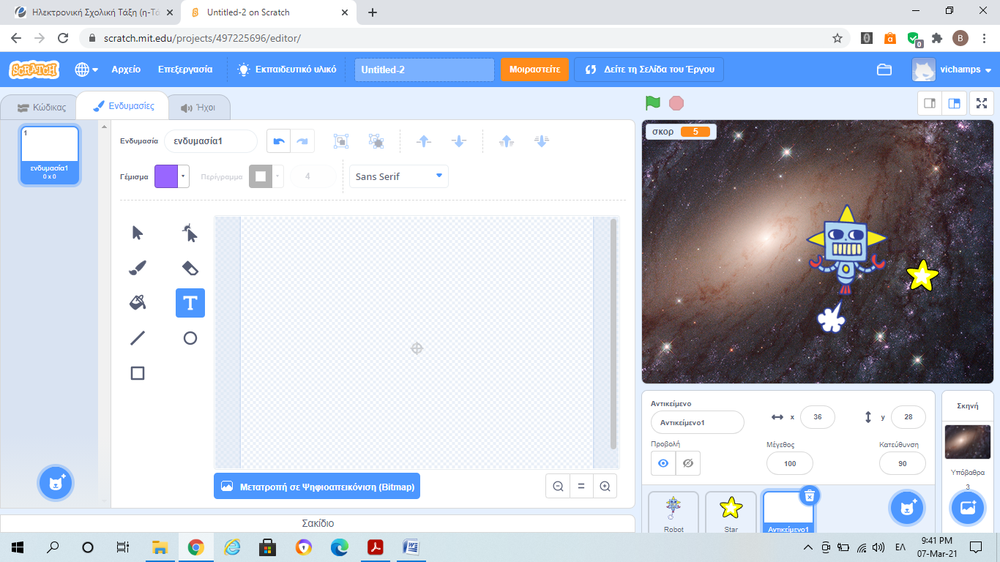 Ηλεκτρονική Σχολική Τάξη (η-Τά
Untitled-2 on Scratch
scratch.mit.edu/projects/497225696/editor/
0
B
SCRATCH
Αρχείο
Επεξεργασία
Εκπαιδευτικό υλικό
Untitled-2
Μοιραστείτε
Δείτε τη Σελίδα του Έργου
vichamps
Κώδικας
Ενδυμασίες
Ήχοι
1
ενδυμασία1
0 x 0
Ενδυμασία
ενδυμασία1
Γέμισμα
Περίγραμμα
4
Sans Serif
T
Μετατροπή σε Ψηφιοαπεικόνιση (Bitmap)
Σακίδιο
σκορ 5
Αντικείμενο
Αντικείμενο1
x 36
y 28
Προβολή
Μέγεθος
100
Κατεύθυνση
90
Robot
Star
Αντικείμενο1
Σκηνή
Υπόβαθρα
3
ΕΛ
9:41 PM
07-Mar-21